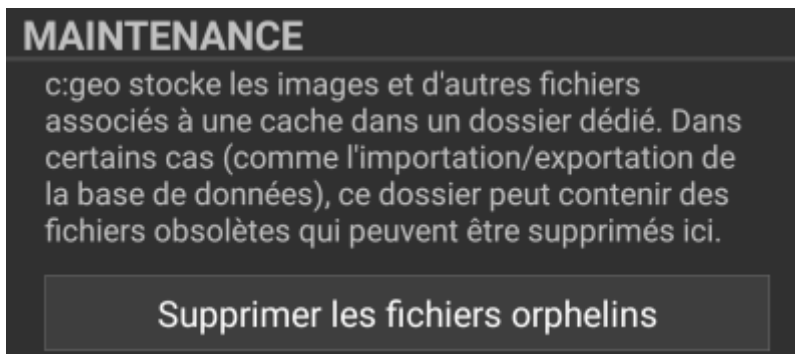 MAINTENANCE
c:geo stocke les images et d'autres fichiers
associés à une cache dans un dossier dédié. Dans
certains cas (comme l'importation/exportation de
la base de données), ce dossier peut contenir des
fichiers obsolètes qui peuvent être supprimés ici.
Supprimer les fichiers orphelins